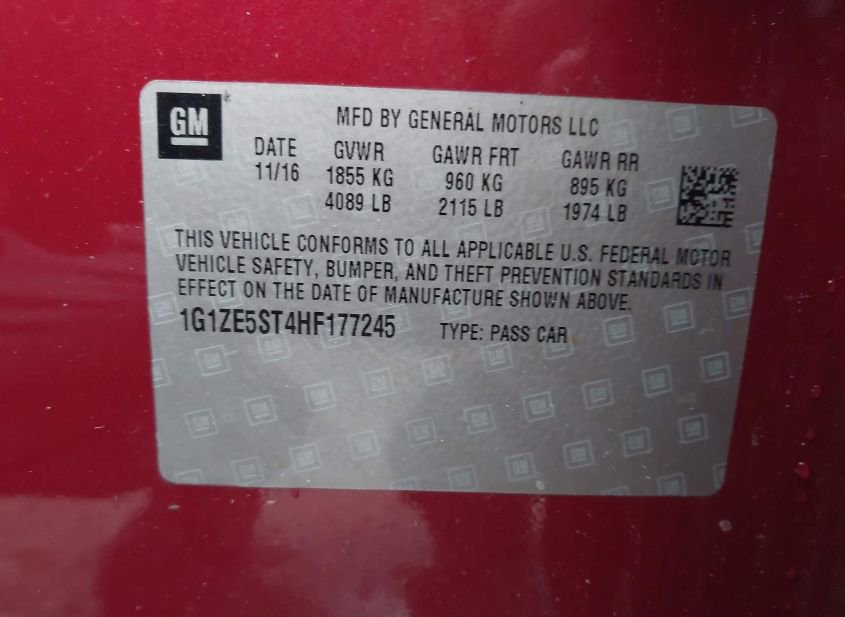 GM
MFD BY GENERAL MOTORS LLC
DATE GVWR GAWR FRT GAWR RR
11/16 1855 KG 960 KG 895 KG
4089 LB 2115 LB 1974 LB
THIS VEHICLE CONFORMS TO ALL APPLICABLE U.S. FEDERAL MOTOR
VEHICLE SAFETY, BUMPER, AND THEFT PREVENTION STANDARDS IN
EFFECT ON THE DATE OF MANUFACTURE SHOWN ABOVE.
1G1ZE5ST4HF177245 TYPE: PASS CAR